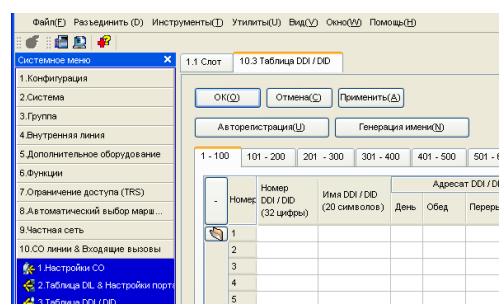 Файл(F) Разъединить (D) Инструменты(T) Утилиты(U) Вид(V) Окно(W) Помощь(H)
Системное меню X
1.1 Слот 10.3 Таблица DDI / DID
1.Конфигурация
2.Система
3.Группа
4.Внутренняя линия
5.Дополнительное оборудование
6.Функции
7.Ограничение доступа (TRS)
8.Автоматический выбор марш...
9.Частная сеть
10.CO линии & Входящие вызовы
1.Настройки CO
2.Таблица DIL & Настройки порта
3.Таблица DDI / DID
OK(O) Отмена(C) Применить(A)
Авторегистрация(U) Генерация имени(N)
1 - 100 101 - 200 201 - 300 301 - 400 401 - 500 501 - 6
- Номер
Номер DDI / DID (32 цифры)
Имя DDI / DID (20 символов)
Адресат DDI / DI
День Обед Переры
1
2
3
4
5